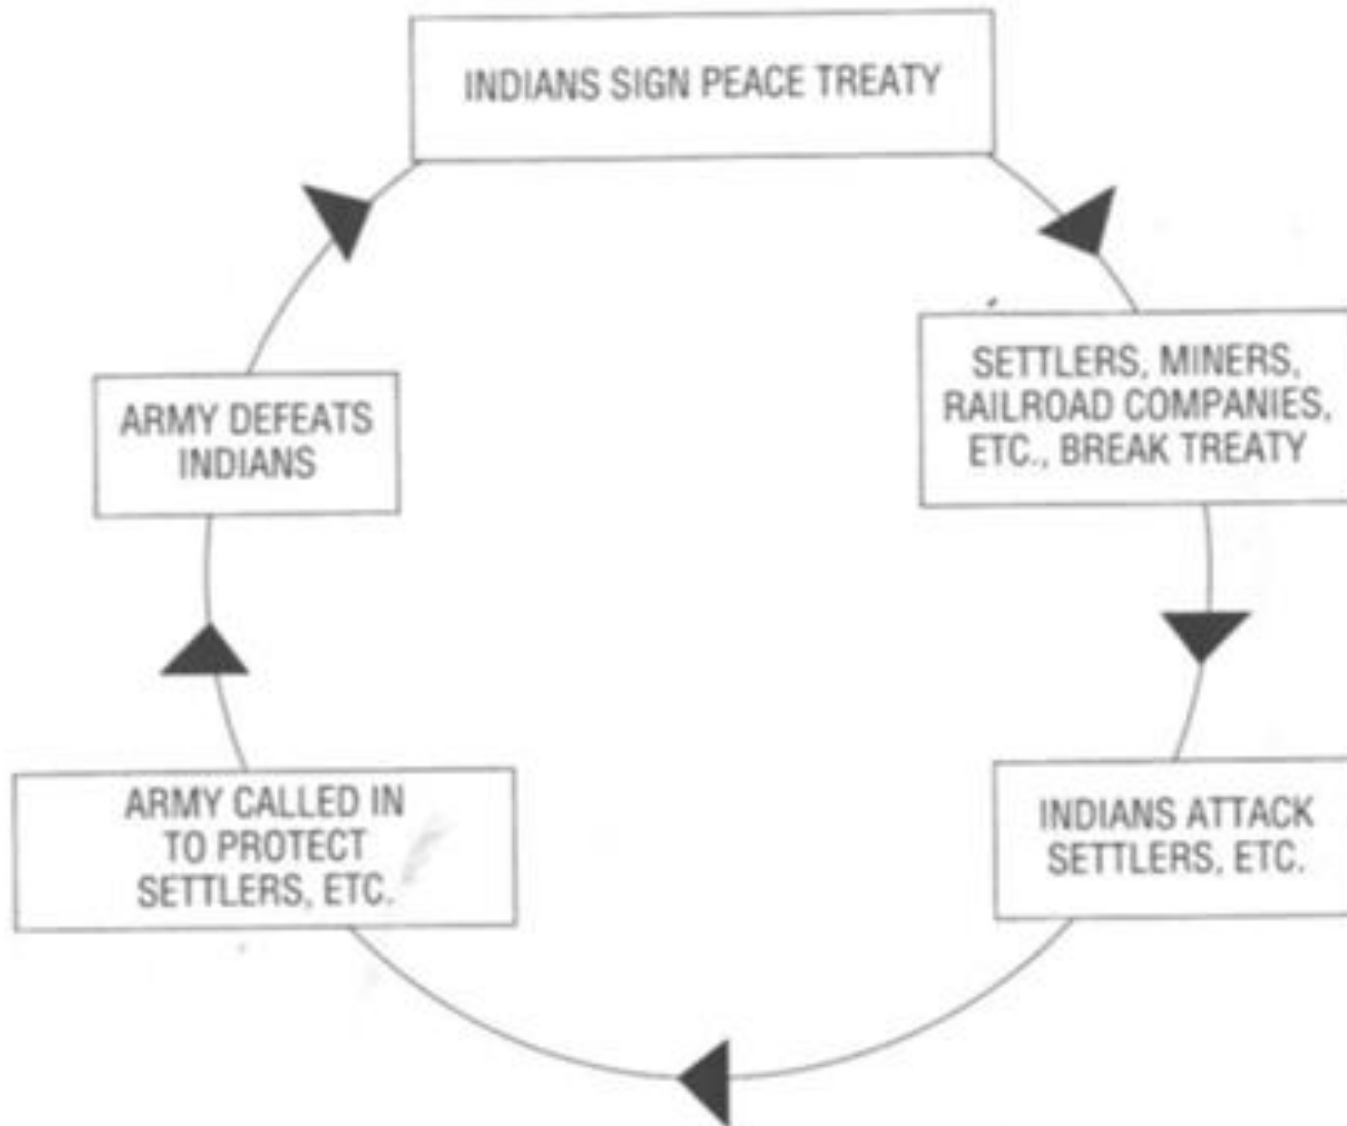 INDIANS SIGN PEACE TREATY
SETTLERS, MINERS,
RAILROAD COMPANIES,
ETC., BREAK TREATY
INDIANS ATTACK
SETTLERS, ETC.
ARMY CALLED IN
TO PROTECT
SETTLERS, ETC.
ARMY DEFEATS
INDIANS